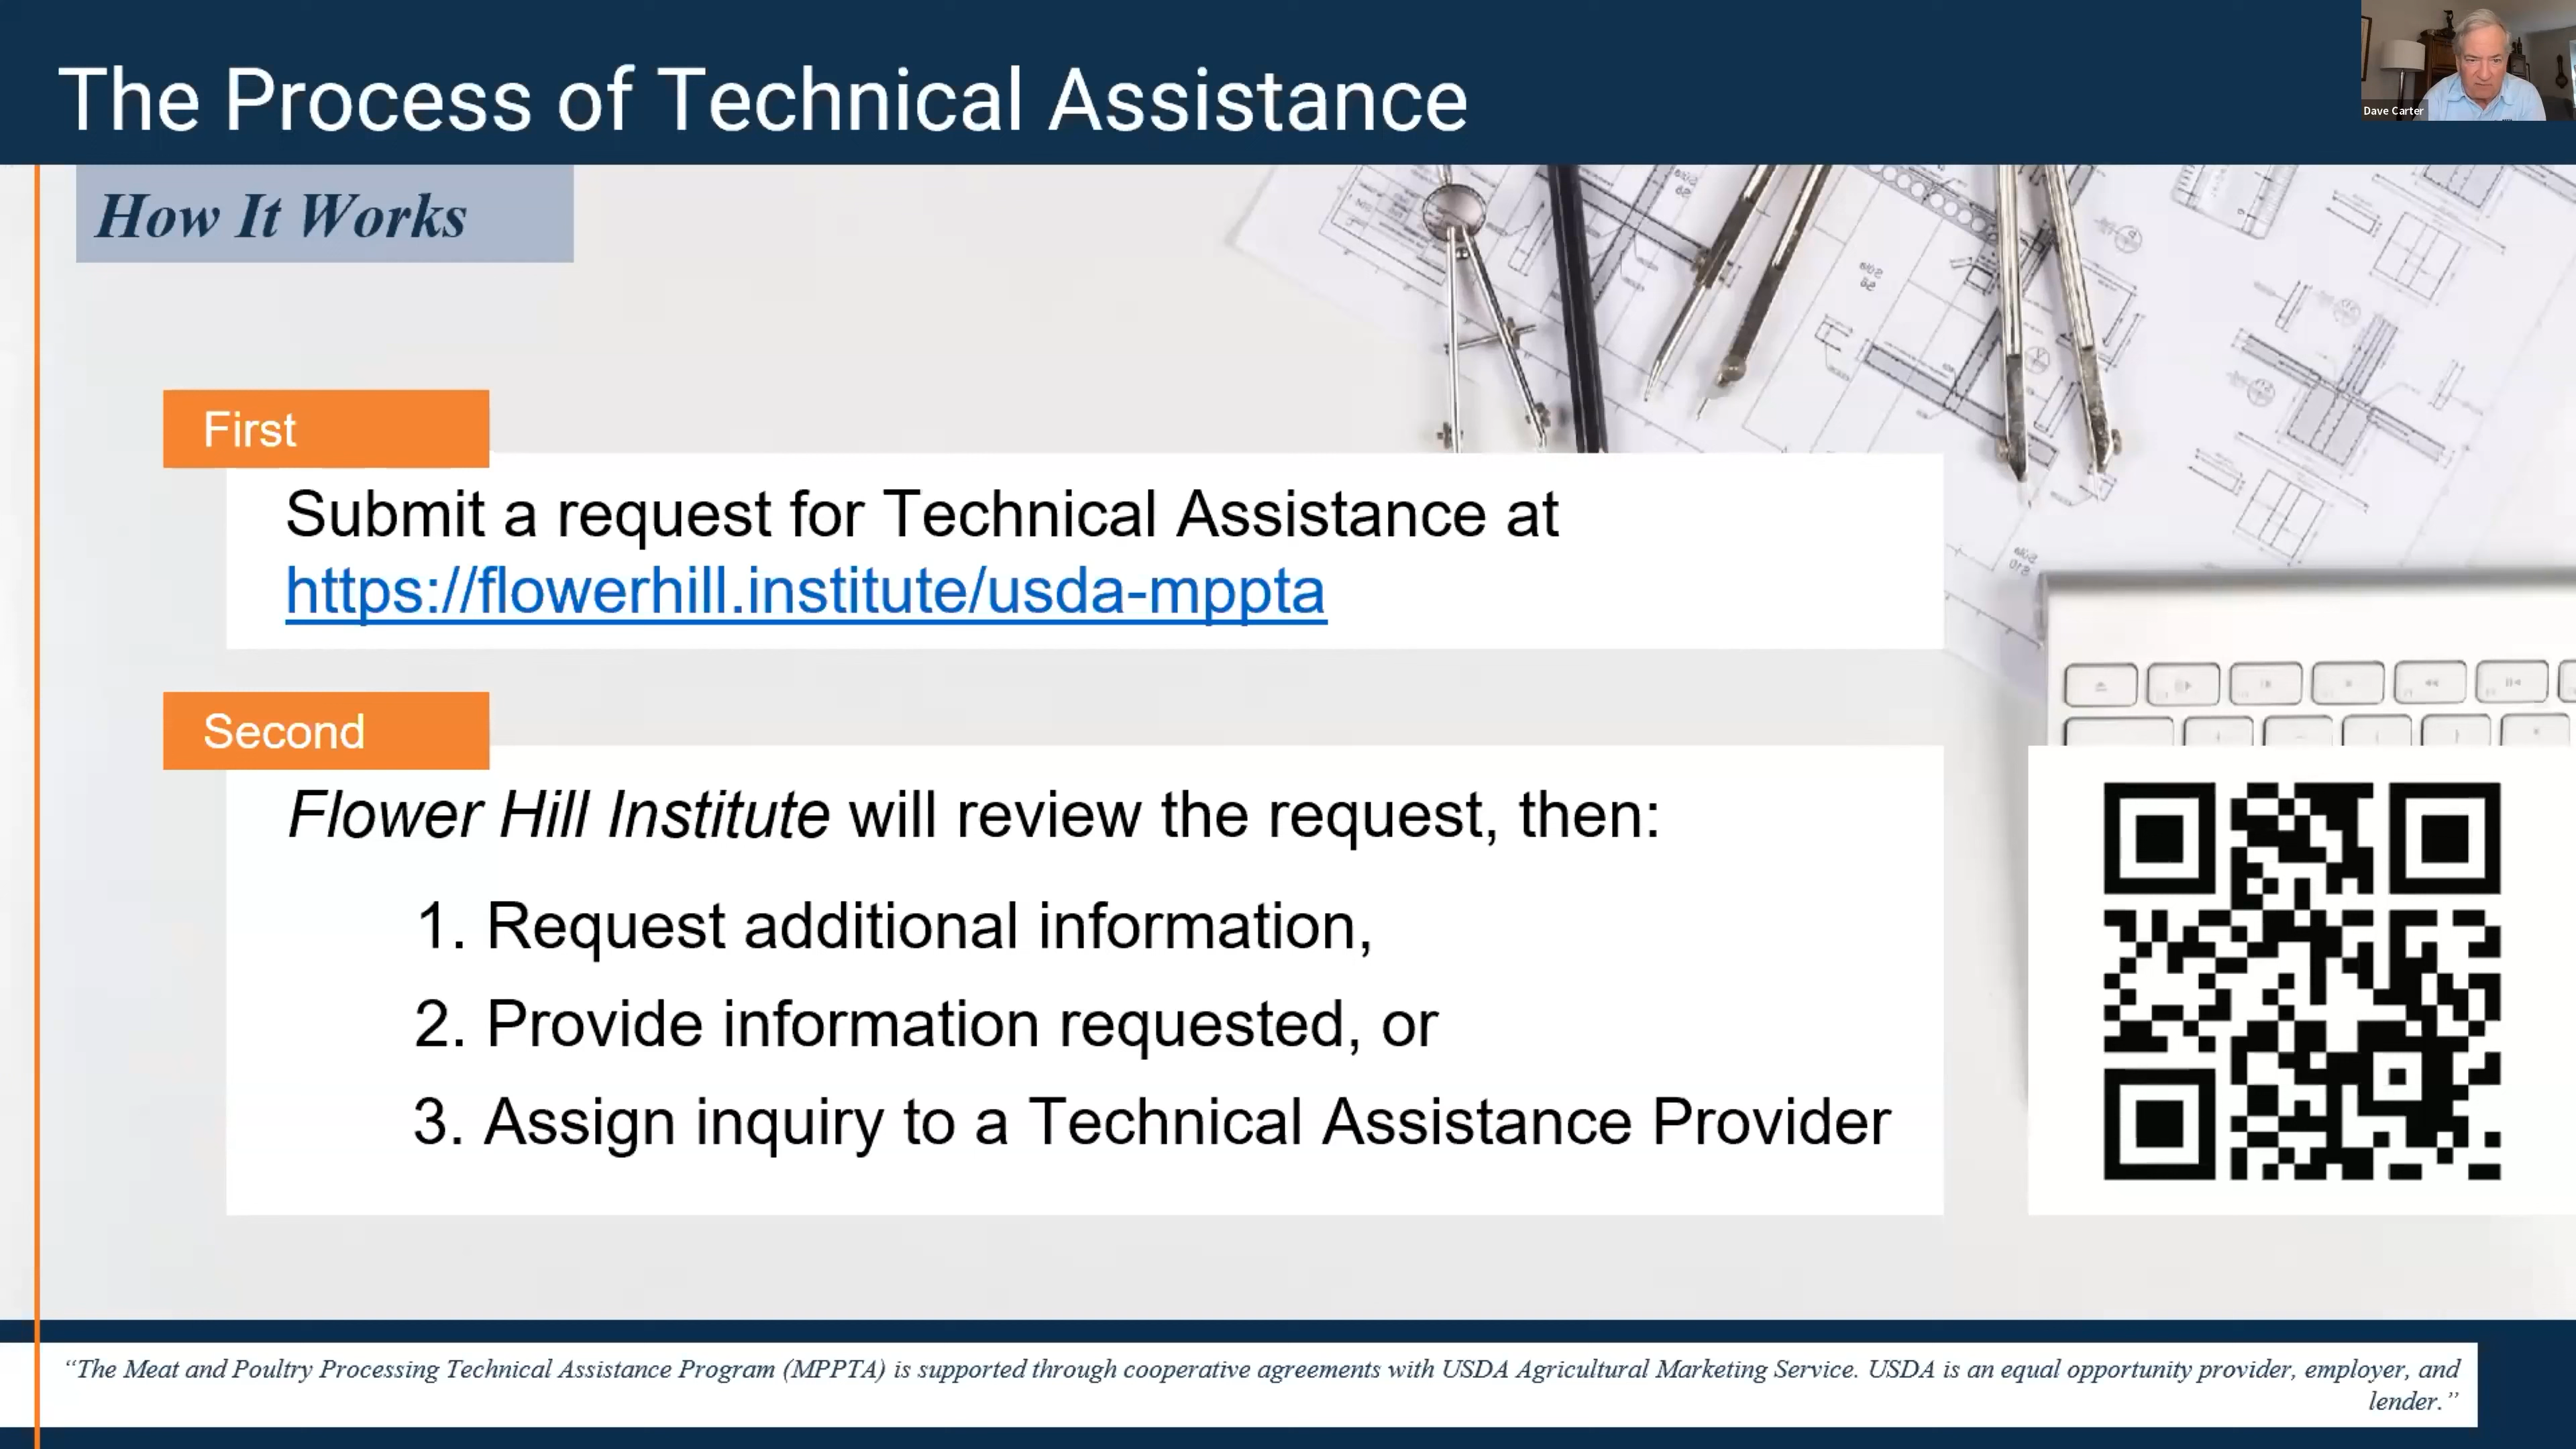 The Process of Technical Assistance
Dave Carter
How It Works
First
Submit a request for Technical Assistance at
https://flowerhill.institute/usda-mppta
Second
Flower Hill Institute will review the request, then:
1. Request additional information,
2. Provide information requested, or
3. Assign inquiry to a Technical Assistance Provider
“The Meat and Poultry Processing Technical Assistance Program (MPPTA) is supported through cooperative agreements with USDA Agricultural Marketing Service. USDA is an equal opportunity provider, employer, and
lender.”